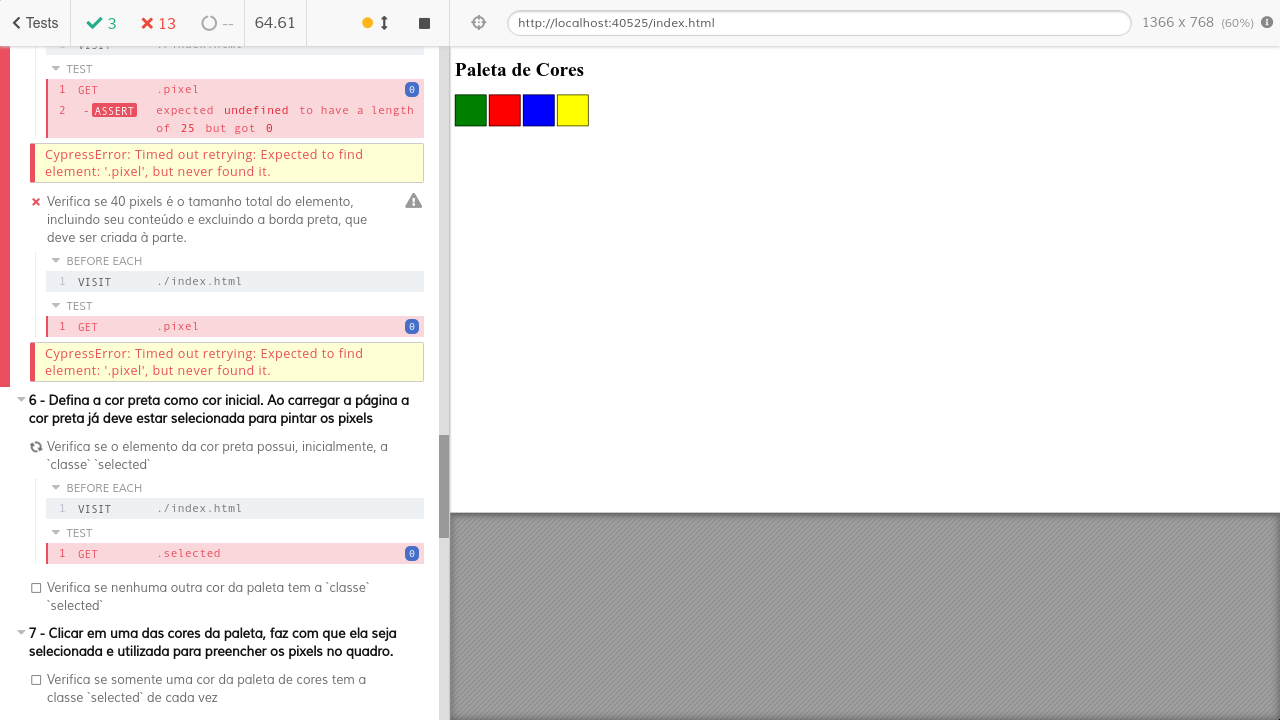 Tests
3
13
--
64.61
http://localhost:40525/index.html
1366 x 768 (60%)
1 VISIT ./index.html
TEST
1 GET .pixel 0
2 -ASSERT expected undefined to have a length
of 25 but got 0
CypressError: Timed out retrying: Expected to find
element: '.pixel', but never found it.
Verifica se 40 pixels é o tamanho total do elemento,
incluindo seu conteúdo e excluindo a borda preta, que
deve ser criada à parte.
BEFORE EACH
1 VISIT ./index.html
TEST
1 GET .pixel 0
CypressError: Timed out retrying: Expected to find
element: '.pixel', but never found it.
6 - Defina a cor preta como cor inicial. Ao carregar a página a
cor preta já deve estar selecionada para pintar os pixels
Verifica se o elemento da cor preta possui, inicialmente, a
`classe` `selected`
BEFORE EACH
1 VISIT ./index.html
TEST
1 GET .selected 0
Verifica se nenhuma outra cor da paleta tem a `classe`
`selected`
7 - Clicar em uma das cores da paleta, faz com que ela seja
selecionada e utilizada para preencher os pixels no quadro.
Verifica se somente uma cor da paleta de cores tem a
classe `selected` de cada vez
Paleta de Cores